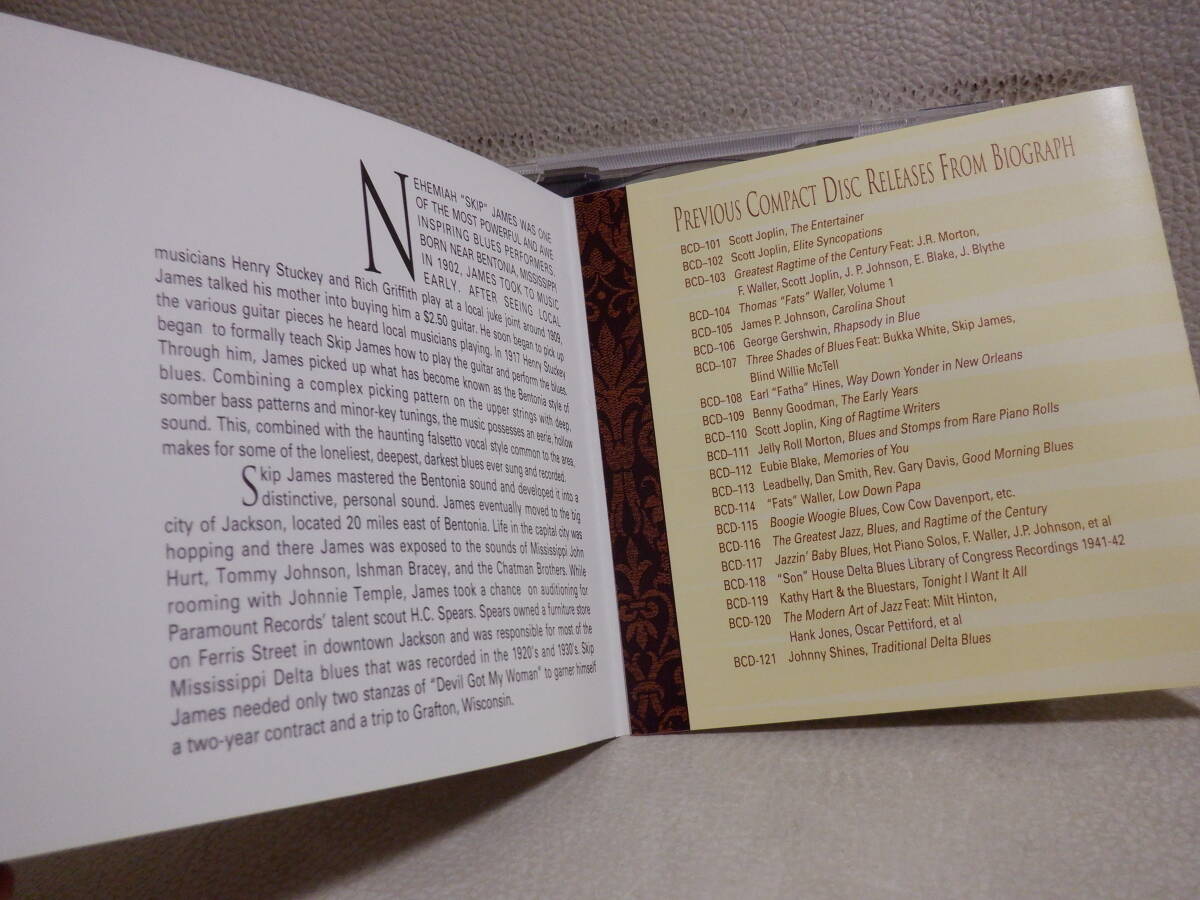 NEHEMIAH "SKIP" JAMES WAS ONE
OF THE MOST POWERFUL AND AWE
INSPIRING BLUES PERFORMERS.
BORN NEAR BENTONIA, MISSISSIPPI
IN 1902, JAMES TOOK TO MUSIC
EARLY. AFTER SEEING LOCAL
musicians Henry Stuckey and Rich Griffith play at a local juke joint around 1909,
James talked his mother into buying him a $2.50 guitar. He soon began to pick up
the various guitar pieces he heard local musicians playing. In 1917 Henry Stuckey
began to formally teach Skip James how to play the guitar and perform the blues.
Through him, James picked up what has become known as the Bentonia style of
blues. Combining a complex picking pattern on the upper strings with deep,
somber bass patterns and minor-key tunings, the music possesses an eerie, hollow
sound. This, combined with the haunting falsetto vocal style common to the area,
makes for some of the loneliest, deepest, darkest blues ever sung and recorded.
Skip James mastered the Bentonia sound and developed it into a
distinctive, personal sound. James eventually moved to the big
city of Jackson, located 20 miles east of Bentonia. Life in the capital city was
hopping and there James was exposed to the sounds of Mississippi John
Hurt, Tommy Johnson, Ishman Bracey, and the Chatman Brothers. While
rooming with Johnnie Temple, James took a chance on auditioning for
Paramount Records' talent scout H.C. Spears. Spears owned a furniture store
on Ferris Street in downtown Jackson and was responsible for most of the
Mississippi Delta blues that was recorded in the 1920's and 1930's. Skip
James needed only two stanzas of "Devil Got My Woman" to garner himself
a two-year contract and a trip to Grafton, Wisconsin.
PREVIOUS COMPACT DISC RELEASES FROM BIOGRAPH
BCD–101 Scott Joplin, The Entertainer
BCD–102 Scott Joplin, Elite Syncopations
BCD–103 Greatest Ragtime of the Century Feat: J.R. Morton,
F. Waller, Scott Joplin, J. P. Johnson, E. Blake, J. Blythe
BCD–104 Thomas "Fats" Waller, Volume 1
BCD–105 James P. Johnson, Carolina Shout
BCD–106 George Gershwin, Rhapsody in Blue
BCD–107 Three Shades of Blues Feat: Bukka White, Skip James,
Blind Willie McTell
BCD–108 Earl "Fatha" Hines, Way Down Yonder in New Orleans
BCD–109 Benny Goodman, The Early Years
BCD–110 Scott Joplin, King of Ragtime Writers
BCD–111 Jelly Roll Morton, Blues and Stomps from Rare Piano Rolls
BCD–112 Eubie Blake, Memories of You
BCD–113 Leadbelly, Dan Smith, Rev. Gary Davis, Good Morning Blues
BCD–114 "Fats" Waller, Low Down Papa
BCD-115 Boogie Woogie Blues, Cow Cow Davenport, etc.
BCD-116 The Greatest Jazz, Blues, and Ragtime of the Century
BCD-117 Jazzin' Baby Blues, Hot Piano Solos, F. Waller, J.P. Johnson, et al
BCD-118 "Son" House Delta Blues Library of Congress Recordings 1941-42
BCD-119 Kathy Hart & the Bluestars, Tonight I Want It All
BCD-120 The Modern Art of Jazz Feat: Milt Hinton,
Hank Jones, Oscar Pettiford, et al
BCD-121 Johnny Shines, Traditional Delta Blues